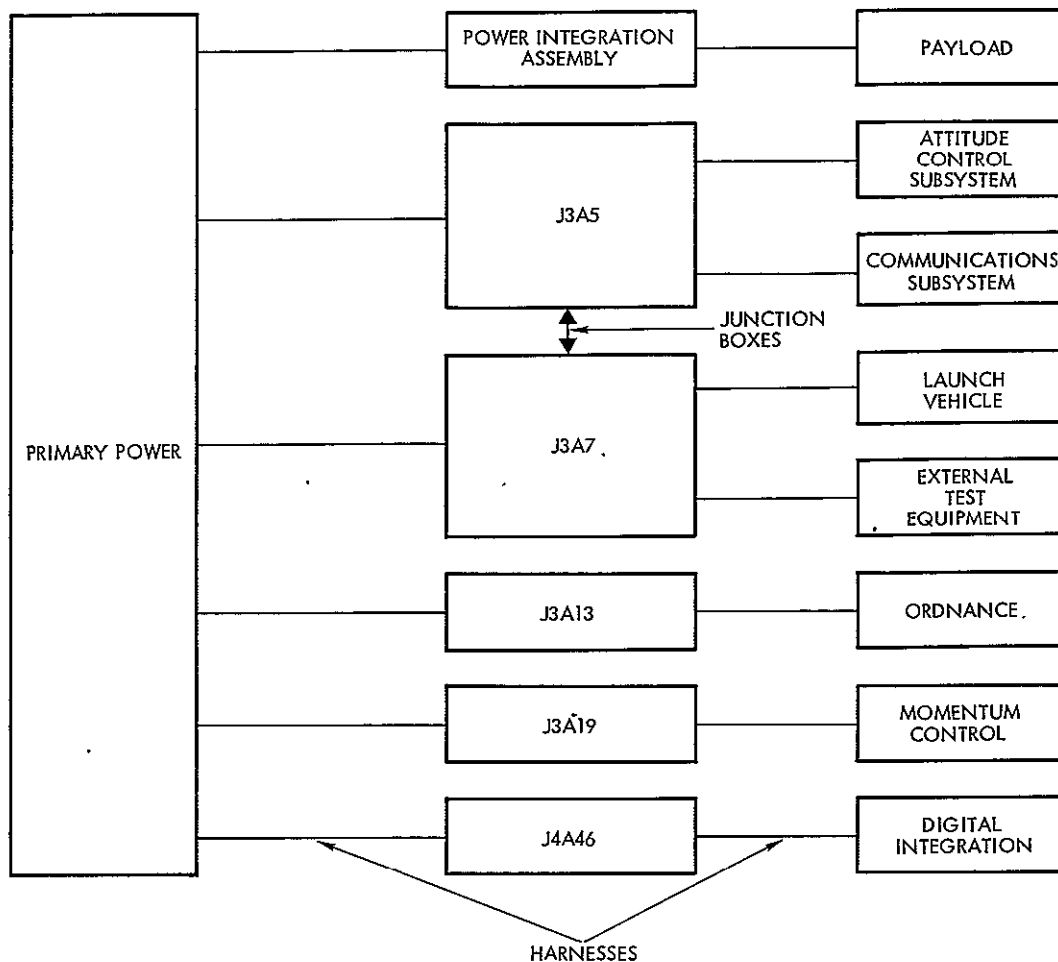 POWER INTEGRATION
ASSEMBLY
PAYLOAD
ATTITUDE
CONTROL
SUBSYSTEM
J3A5
COMMUNICATIONS
SUBSYSTEM
JUNCTION
BOXES
LAUNCH
VEHICLE
PRIMARY POWER
J3A7
EXTERNAL
TEST
EQUIPMENT
J3A13
ORDNANCE
J3A19
MOMENTUM
CONTROL
J4A46
DIGITAL
INTEGRATION
HARNESSES